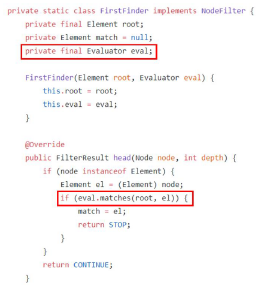 private static class FirstFinder implements NodeFilter {
private final Element root;
private Element match = null;
private final Evaluator eval;
FirstFinder(Element root, Evaluator eval) {
this.root = root;
this.eval = eval;
}
@Override
public FilterResult head(Node node, int depth) {
if (node instanceof Element) {
Element el = (Element) node;
if (eval.matches(root, el)) {
match = el;
return STOP;
}
}
return CONTINUE;
}